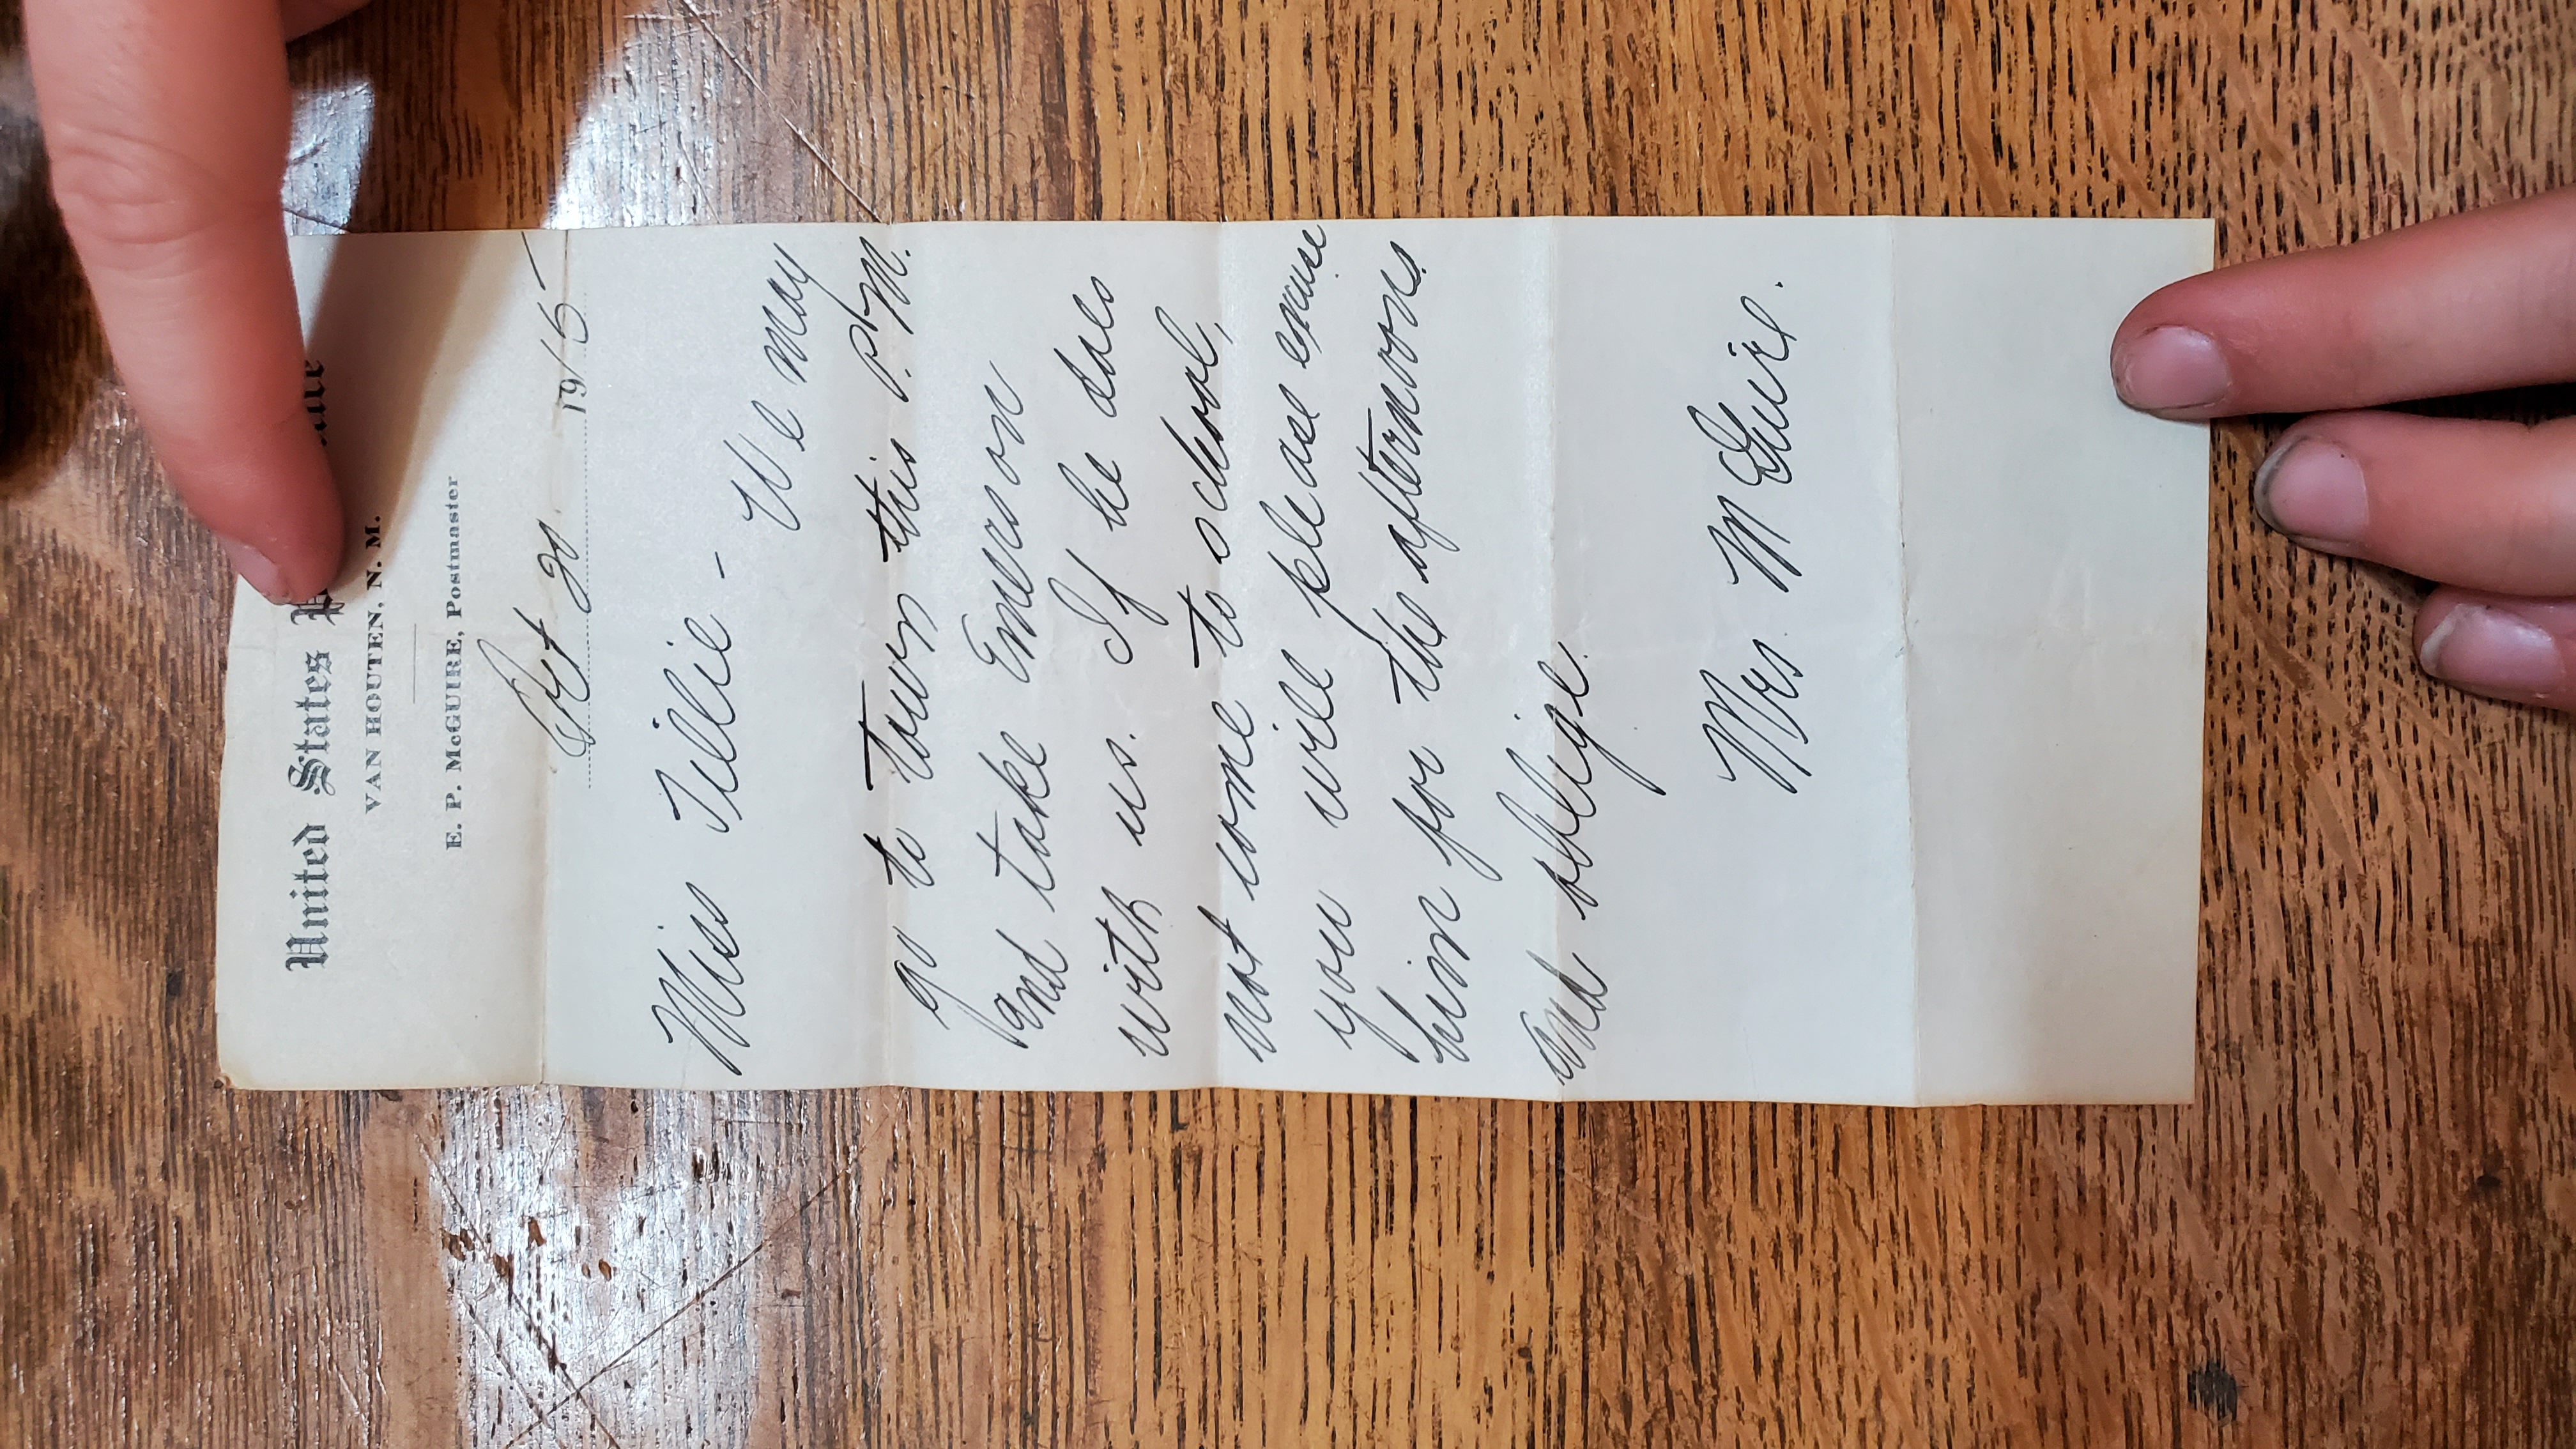 United States
VAN HOUTEN, N. M.
E. P. McGUIRE, Postmaster
Oct 20 1915
Miss Tillie -
We may
go to town this P.M.
and take Emerson
with us. If he does
not come to school,
you will please excuse
him for the afternoon
and oblige.
Mrs. McGuire.